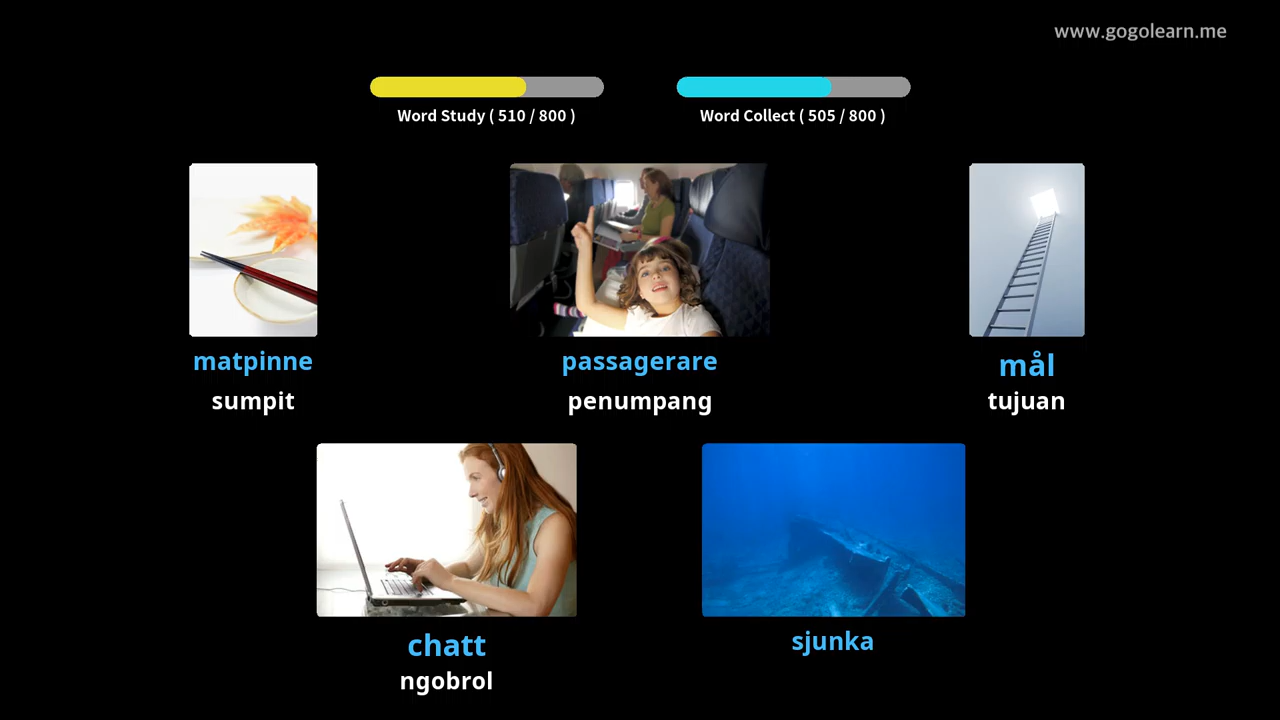 www.gogolearn.me
Word Study ( 510 / 800 )
Word Collect ( 505 / 800 )
matpinne
sumpit
passagerare
penumpang
mål
tujuan
chatt
ngobrol
sjunka